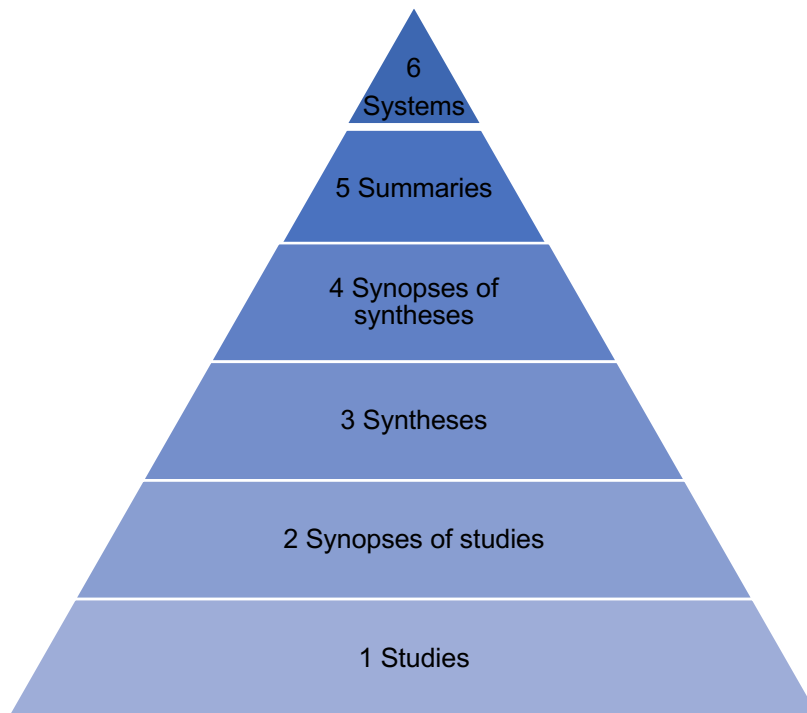 6
Systems
5 Summaries
4 Synopses of
syntheses
3 Syntheses
2 Synopses of studies
1 Studies